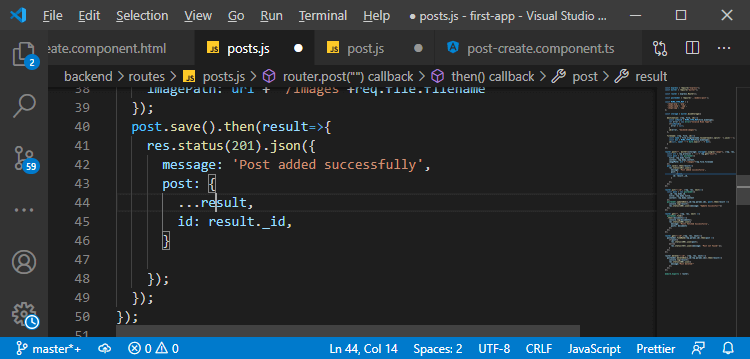 File Edit Selection View Go Run Terminal Help ● posts.js - first-app - Visual Studio ...
eate.component.html JS posts.js ● JS post.js ● post-create.component.ts
backend > routes > JS posts.js > router.post("") callback > then() callback > post > result
38 imagePath: url + "/images"+req.file.filename
39 });
40 post.save().then(result=>{
41 res.status(201).json({
42 message: 'Post added successfully',
43 post: {
44 ...result,
45 id: result._id,
46 }
47
48 });
49 });
50 });
51
2
59
master*+ 0 0 Ln 44, Col 14 Spaces: 2 UTF-8 CRLF JavaScript Prettier